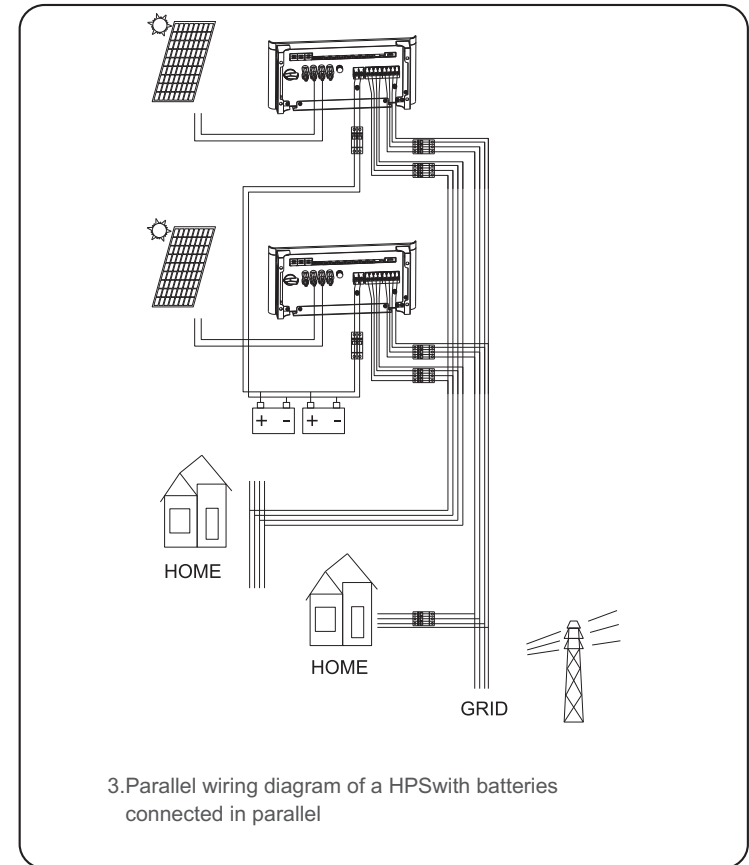 + - + -
HOME
HOME
GRID
3.Parallel wiring diagram of a HPSwith batteries
connected in parallel